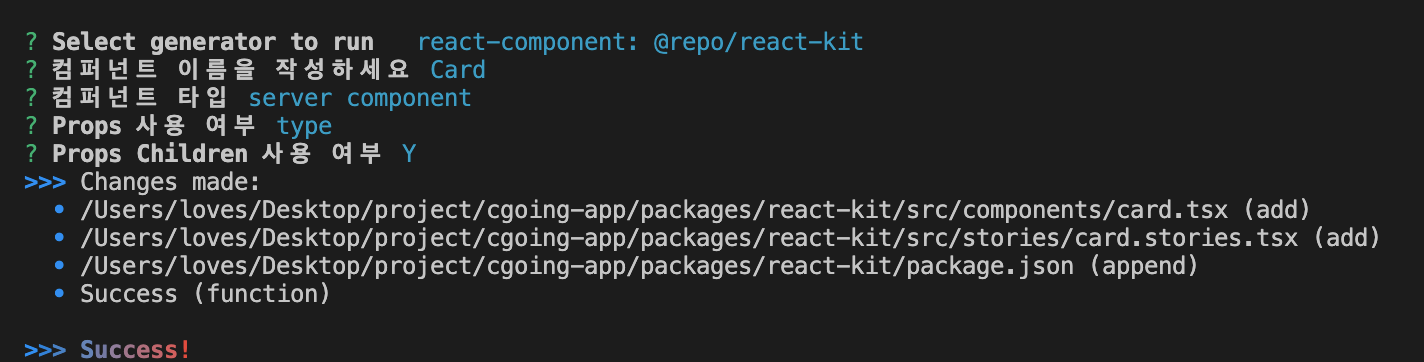 ? Select generator to run   react-component: @repo/react-kit
? 컴퍼넌트 이름을 작성하세요 Card
? 컴퍼넌트 타입 server component
? Props 사용 여부 type
? Props Children 사용 여부 Y
>>> Changes made:
  • /Users/loves/Desktop/project/cgoing-app/packages/react-kit/src/components/card.tsx (add)
  • /Users/loves/Desktop/project/cgoing-app/packages/react-kit/src/stories/card.stories.tsx (add)
  • /Users/loves/Desktop/project/cgoing-app/packages/react-kit/package.json (append)
  • Success (function)
>>> Success!